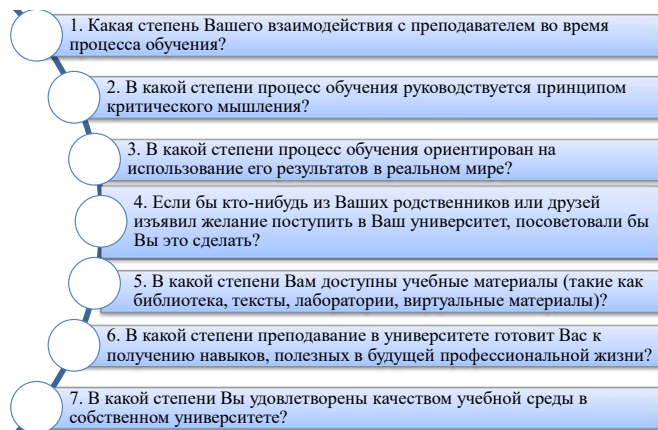 1. Какая степень Вашего взаимодействия с преподавателем во время
процесса обучения?
2. В какой степени процесс обучения руководствуется принципом
критического мышления?
3. В какой степени процесс обучения ориентирован на
использование его результатов в реальном мире?
4. Если бы кто-нибудь из Ваших родственников или друзей
изъявил желание поступить в Ваш университет, посоветовали бы
Вы это сделать?
5. В какой степени Вам доступны учебные материалы (такие как
библиотека, тексты, лаборатории, виртуальные материалы)?
6. В какой степени преподавание в университете готовит Вас к
получению навыков, полезных в будущей профессиональной жизни?
7. В какой степени Вы удовлетворены качеством учебной среды в
собственном университете?